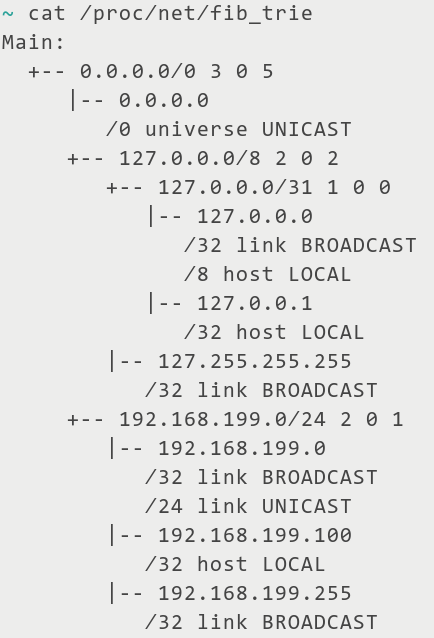 ~ cat /proc/net/fib_trie
Main:
  +-- 0.0.0.0/0 3 0 5
     |-- 0.0.0.0
        /0 universe UNICAST
     +-- 127.0.0.0/8 2 0 2
        +-- 127.0.0.0/31 1 0 0
           |-- 127.0.0.0
              /32 link BROADCAST
              /8 host LOCAL
           |-- 127.0.0.1
              /32 host LOCAL
        |-- 127.255.255.255
           /32 link BROADCAST
     +-- 192.168.199.0/24 2 0 1
        |-- 192.168.199.0
           /32 link BROADCAST
           /24 link UNICAST
        |-- 192.168.199.100
           /32 host LOCAL
        |-- 192.168.199.255
           /32 link BROADCAST